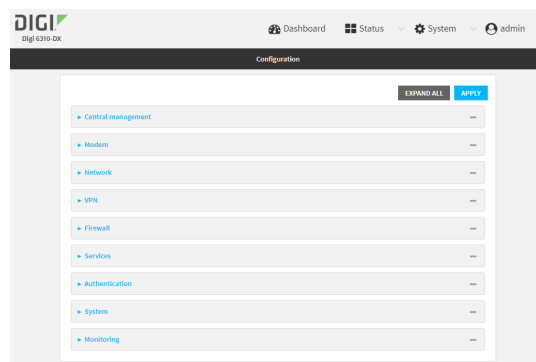 DIGI
Digi 6310-DX
Dashboard Status System admin
Configuration
EXPAND ALL APPLY
Central management
Modem
Network
VPN
Firewall
Services
Authentication
System
Monitoring